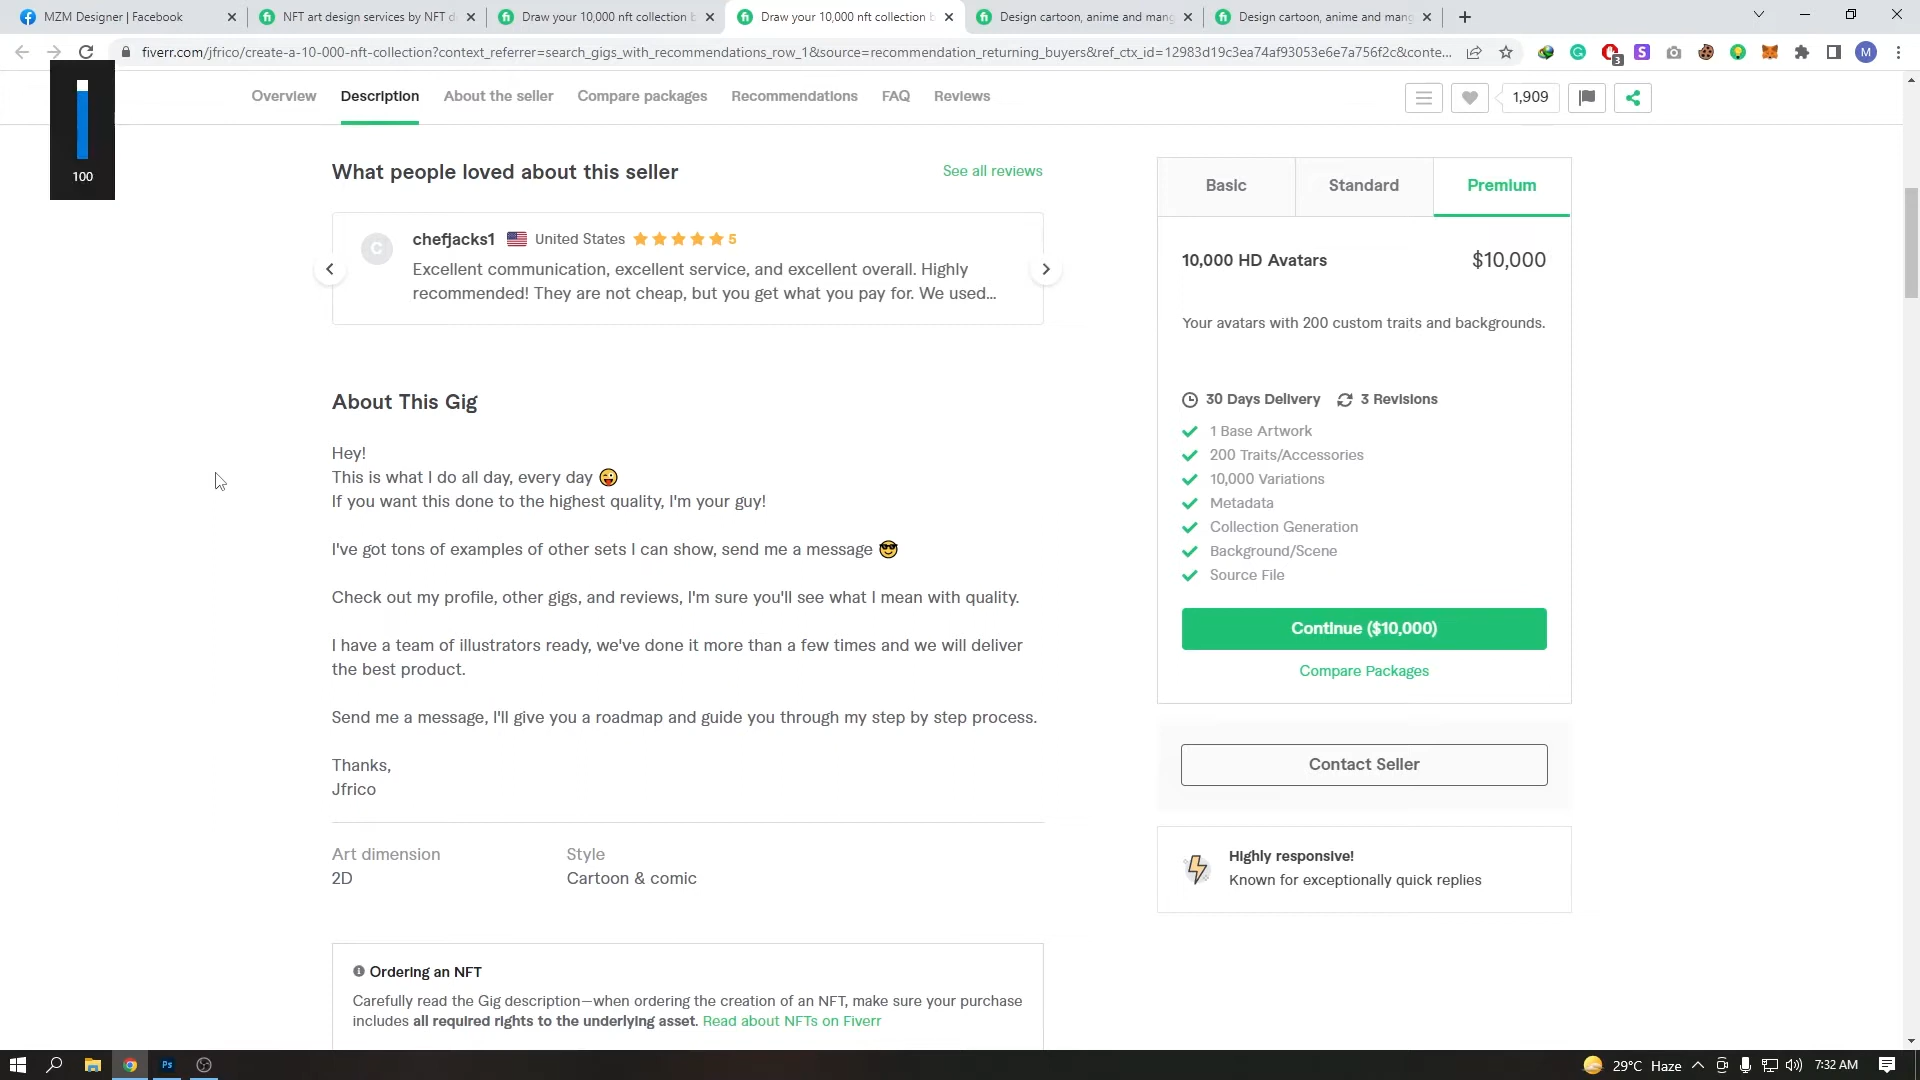 MZM Designer | Facebook
NFT art design services by NFT d
Draw your 10,000 nft collection b
Draw your 10,000 nft collection b
Design cartoon, anime and mang
Design cartoon, anime and mang
fiverr.com/jfrico/create-a-10-000-nft-collection?context_referrer=search_gigs_with_recommendations_row_1&source=recommendation_returning_buyers&ref_ctx_id=12983d19c3ea74af93053e6e7a756f2c&conte...
3
M
100
Overview
Description
About the seller
Compare packages
Recommendations
FAQ
Reviews
1,909
What people loved about this seller
See all reviews
C
chefjacks1
United States
5
Excellent communication, excellent service, and excellent overall. Highly
recommended! They are not cheap, but you get what you pay for. We used...
About This Gig
Hey!
This is what I do all day, every day
If you want this done to the highest quality, I'm your guy!
I've got tons of examples of other sets I can show, send me a message
Check out my profile, other gigs, and reviews, I'm sure you'll see what I mean with quality.
I have a team of illustrators ready, we've done it more than a few times and we will deliver
the best product.
Send me a message, I'll give you a roadmap and guide you through my step by step process.
Thanks,
Jfrico
Art dimension
2D
Style
Cartoon & comic
Ordering an NFT
Carefully read the Gig description—when ordering the creation of an NFT, make sure your purchase
includes all required rights to the underlying asset. Read about NFTs on Fiverr
Basic
Standard
Premium
10,000 HD Avatars
$10,000
Your avatars with 200 custom traits and backgrounds.
30 Days Delivery
3 Revisions
1 Base Artwork
200 Traits/Accessories
10,000 Variations
Metadata
Collection Generation
Background/Scene
Source File
Continue ($10,000)
Compare Packages
Contact Seller
Highly responsive!
Known for exceptionally quick replies
Ps
29°C Haze
7:32 AM